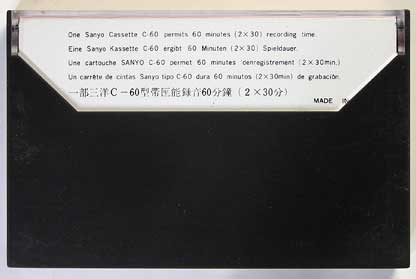 One Sanyo Cassette C-60 permits 60 minutes (2×30) recording time.
Eine Sanyo Kassette C-60 ergibt 60 Minuten (2×30) Spieldauer.
Une cartouche SANYO C-60 permet 60 minutes d'enregistrement (2×30min.)
Un carrête de cintas Sanyo tipo C-60 dura 60 minutos (2×30min) de grabación.
一部三洋C-60型帶匣能錄音60分鐘(2×30分)
MADE IN